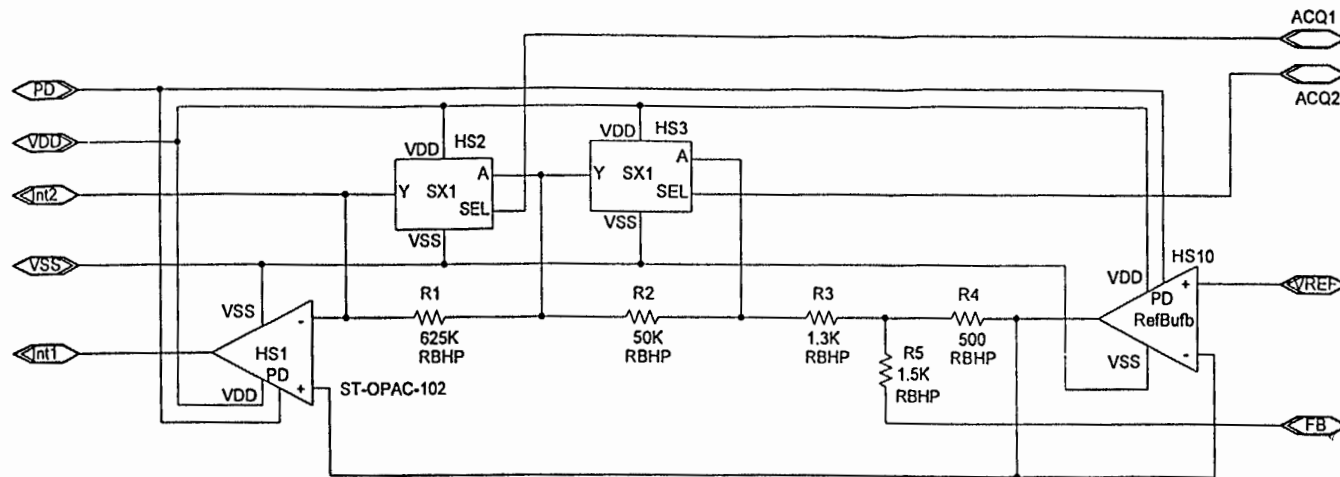 ACQ1
PD
ACQ2
VDD
VDD
HS2
VDD
HS3
Int2
Y
SX1
A
SEL
Y
SX1
A
SEL
VSS
VSS
VSS
HS10
VDD
PD
+
VREF
RefBufb
-
VSS
R1
625K
RBHP
R2
50K
RBHP
R3
1.3K
RBHP
R4
500
RBHP
R5
1.5K
RBHP
VSS
-
Int1
HS1
PD
+
VDD
ST-OPAC-102
FB